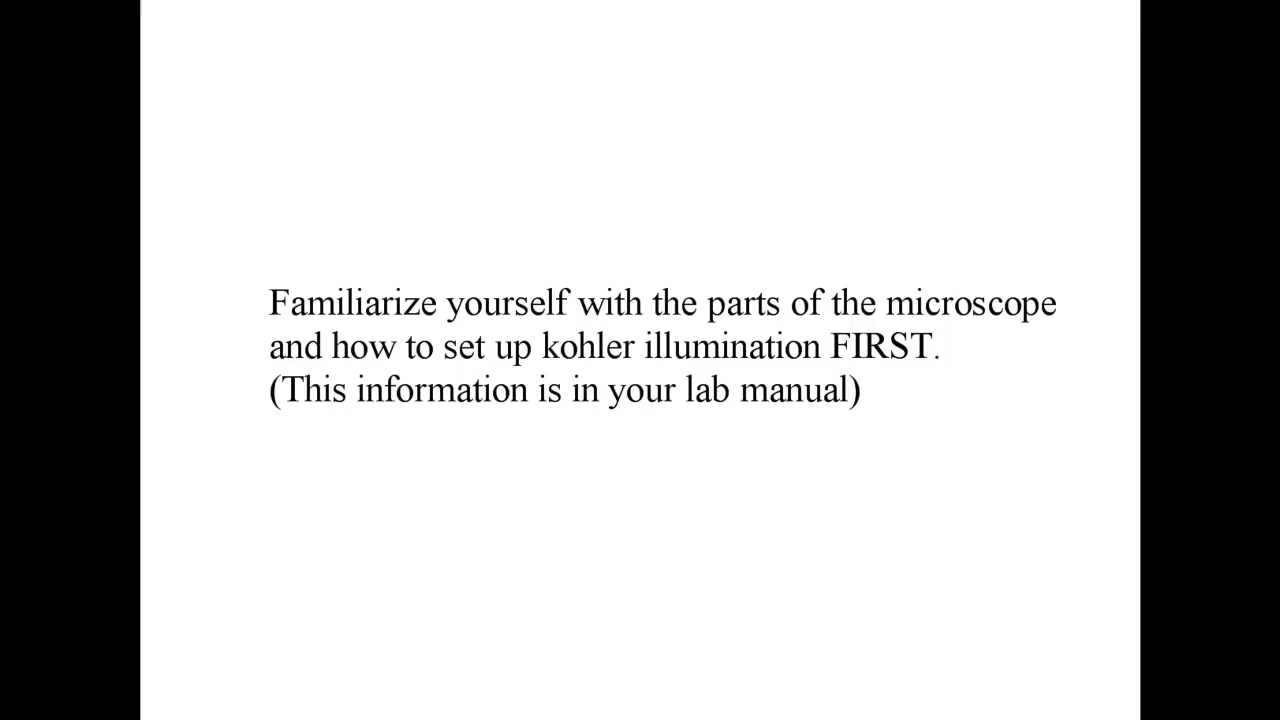 Familiarize yourself with the parts of the microscope
and how to set up kohler illumination FIRST.
(This information is in your lab manual)